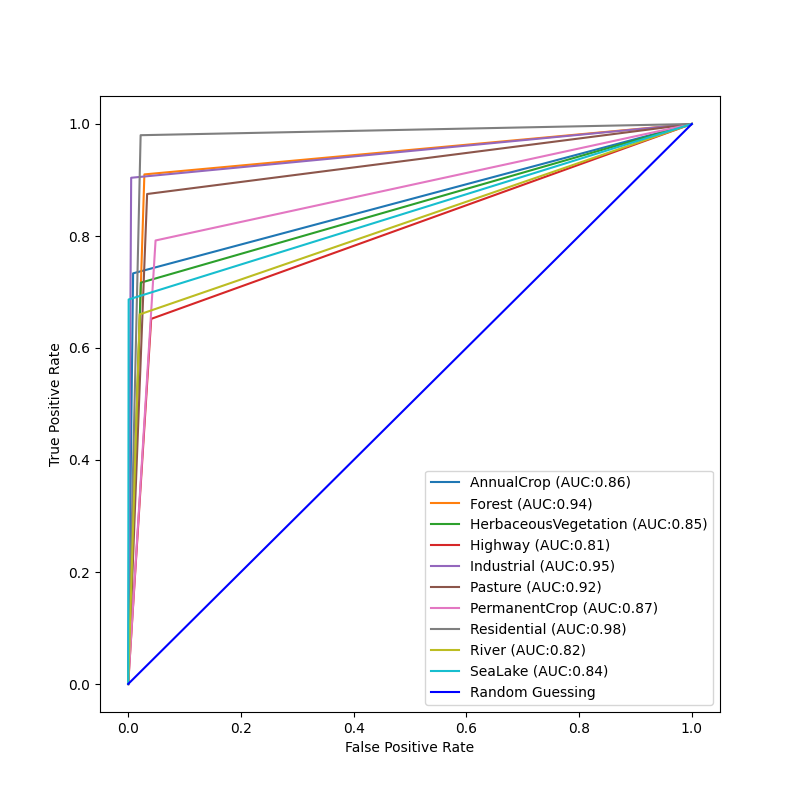 1.0
0.8
0.6
0.4
0.2
0.0
True Positive Rate
AnnualCrop (AUC:0.86)
Forest (AUC:0.94)
HerbaceousVegetation (AUC:0.85)
Highway (AUC:0.81)
Industrial (AUC:0.95)
Pasture (AUC:0.92)
PermanentCrop (AUC:0.87)
Residential (AUC:0.98)
River (AUC:0.82)
SeaLake (AUC:0.84)
Random Guessing
0.0 0.2 0.4 0.6 0.8 1.0
False Positive Rate